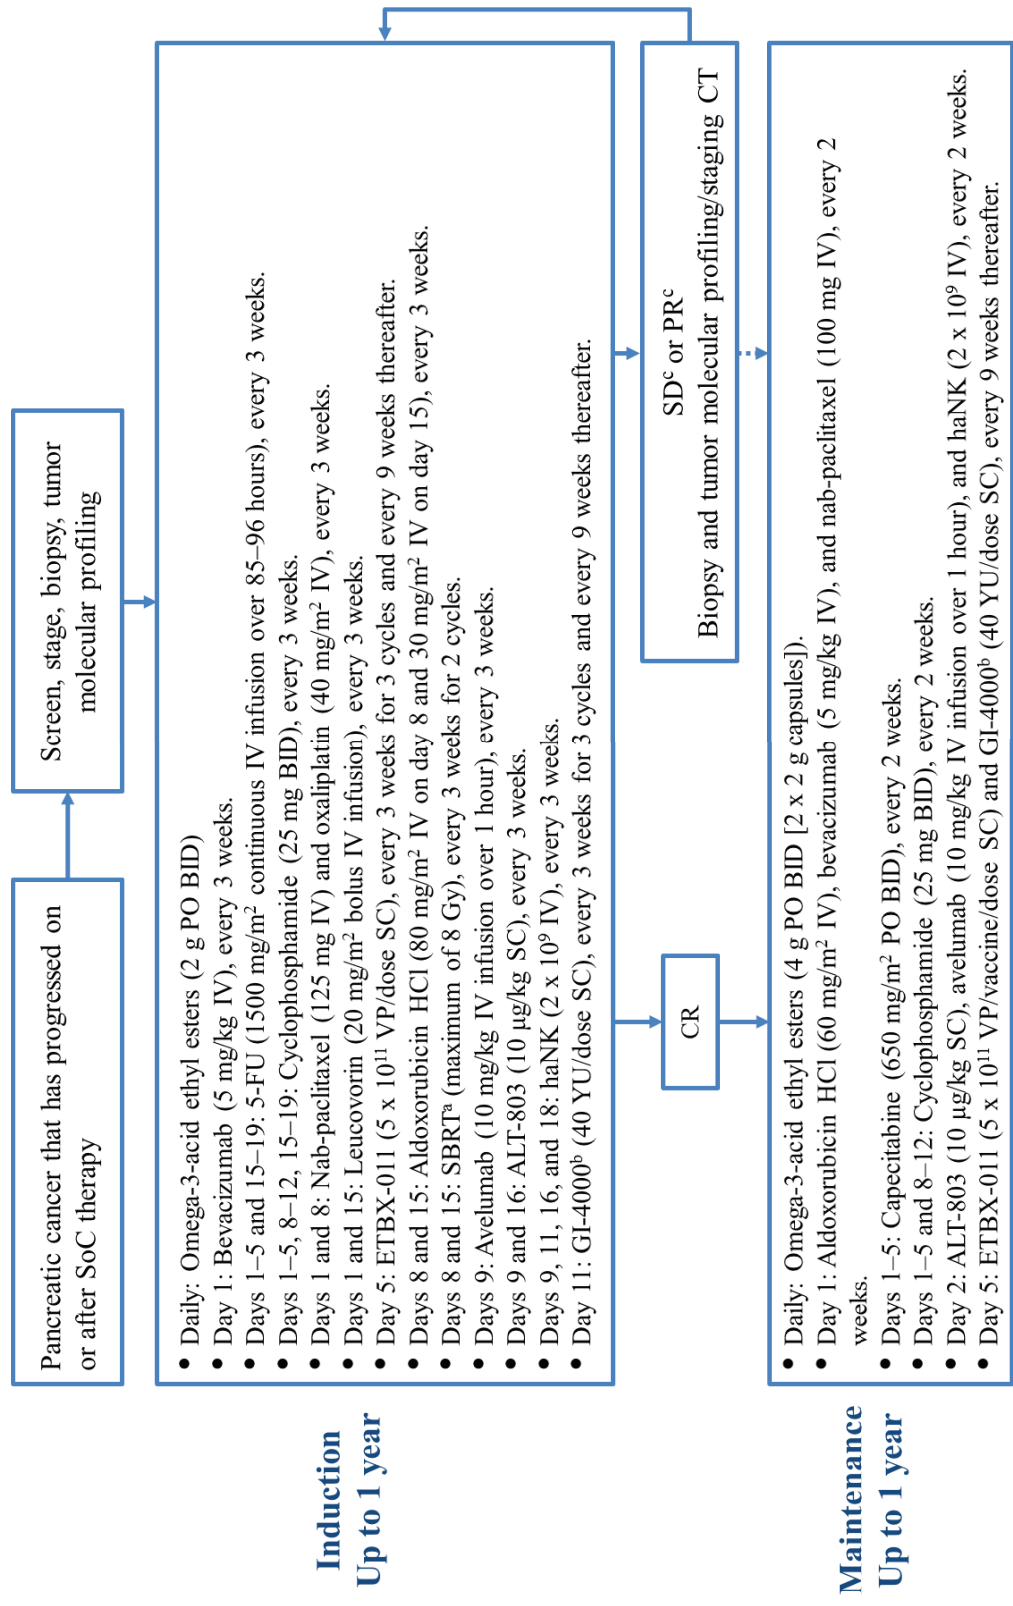 Pancreatic cancer that has progressed on
or after SoC therapy
Screen, stage, biopsy, tumor
molecular profiling
Induction
Up to 1 year
• Daily: Omega-3-acid ethyl esters (2 g PO BID)
• Day 1: Bevacizumab (5 mg/kg IV), every 3 weeks.
• Days 1–5 and 15–19: 5-FU (1500 mg/m² continuous IV infusion over 85–96 hours), every 3 weeks.
• Days 1–5, 8–12, 15–19: Cyclophosphamide (25 mg BID), every 3 weeks.
• Days 1 and 8: Nab-paclitaxel (125 mg IV) and oxaliplatin (40 mg/m² IV), every 3 weeks.
• Days 1 and 15: Leucovorin (20 mg/m² bolus IV infusion), every 3 weeks.
• Day 5: ETBX-011 (5 x 10¹¹ VP/dose SC), every 3 weeks for 3 cycles and every 9 weeks thereafter.
• Days 8 and 15: Aldoxorubicin HCl (80 mg/m² IV on day 8 and 30 mg/m² IV on day 15), every 3 weeks.
• Days 8 and 15: SBRTᵃ (maximum of 8 Gy), every 3 weeks for 2 cycles.
• Days 9: Avelumab (10 mg/kg IV infusion over 1 hour), every 3 weeks.
• Days 9 and 16: ALT-803 (10 µg/kg SC), every 3 weeks.
• Days 9, 11, 16, and 18: haNK (2 x 10⁹ IV), every 3 weeks.
• Day 11: GI-4000ᵇ (40 YU/dose SC), every 3 weeks for 3 cycles and every 9 weeks thereafter.
CR
SDᶜ or PRᶜ
Biopsy and tumor molecular profiling/staging CT
Maintenance
Up to 1 year
• Daily: Omega-3-acid ethyl esters (4 g PO BID [2 x 2 g capsules]).
• Day 1: Aldoxorubicin HCl (60 mg/m² IV), bevacizumab (5 mg/kg IV), and nab-paclitaxel (100 mg IV), every 2
weeks.
• Days 1–5: Capecitabine (650 mg/m² PO BID), every 2 weeks.
• Days 1–5 and 8–12: Cyclophosphamide (25 mg BID), every 2 weeks.
• Day 2: ALT-803 (10 µg/kg SC), avelumab (10 mg/kg IV infusion over 1 hour), and haNK (2 x 10⁹ IV), every 2 weeks.
• Day 5: ETBX-011 (5 x 10¹¹ VP/vaccine/dose SC) and GI-4000ᵇ (40 YU/dose SC), every 9 weeks thereafter.